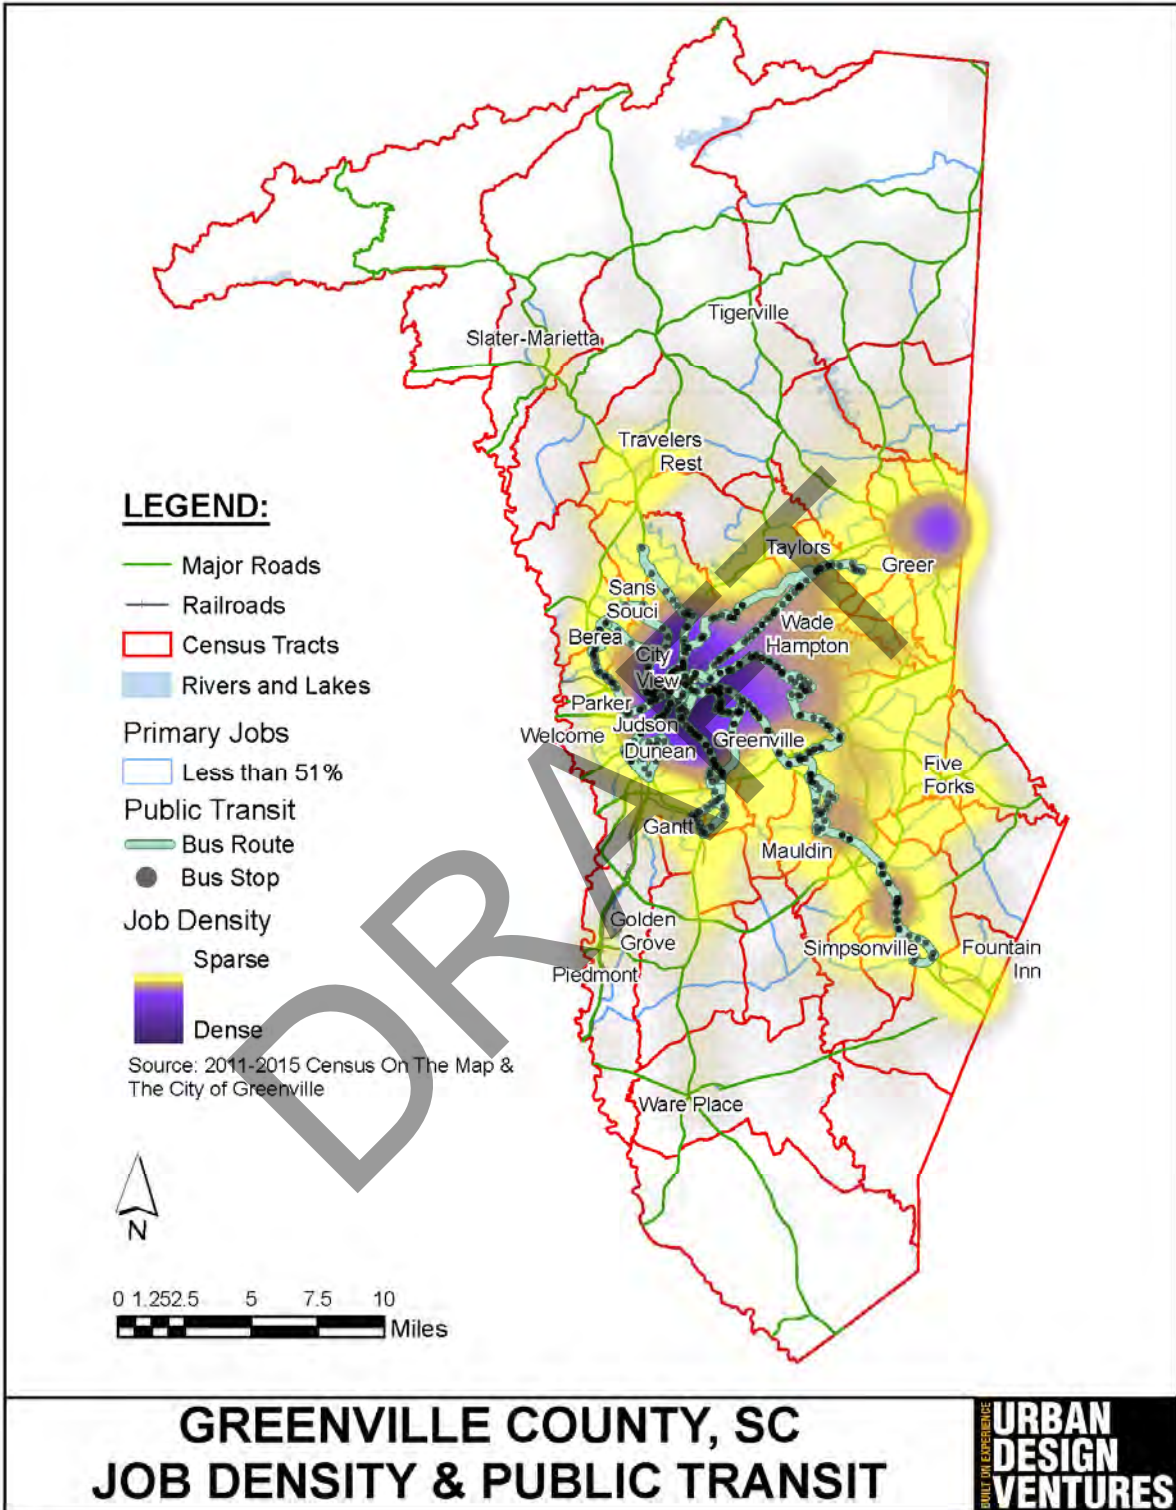 Tigerville
Slater-Marietta
Travelers
Rest
LEGEND:
Major Roads
Railroads
Census Tracts
Rivers and Lakes
Primary Jobs
Less than 51%
Public Transit
Bus Route
Bus Stop
Job Density
Sparse
Dense
Source: 2011-2015 Census On The Map &
The City of Greenville
Taylors
Greer
Sans
Souci
Wade
Hampton
Berea
City
View
Parker
Judson
Welcome
Dunean
Greenville
Five
Forks
Gantt
Mauldin
Golden
Grove
Simpsonville
Fountain
Inn
Piedmont
Ware Place
DRAFT
N
0 1.252.5 5 7.5 10
Miles
GREENVILLE COUNTY, SC
JOB DENSITY & PUBLIC TRANSIT
BUILT ON EXPERIENCE
URBAN
DESIGN
VENTURES